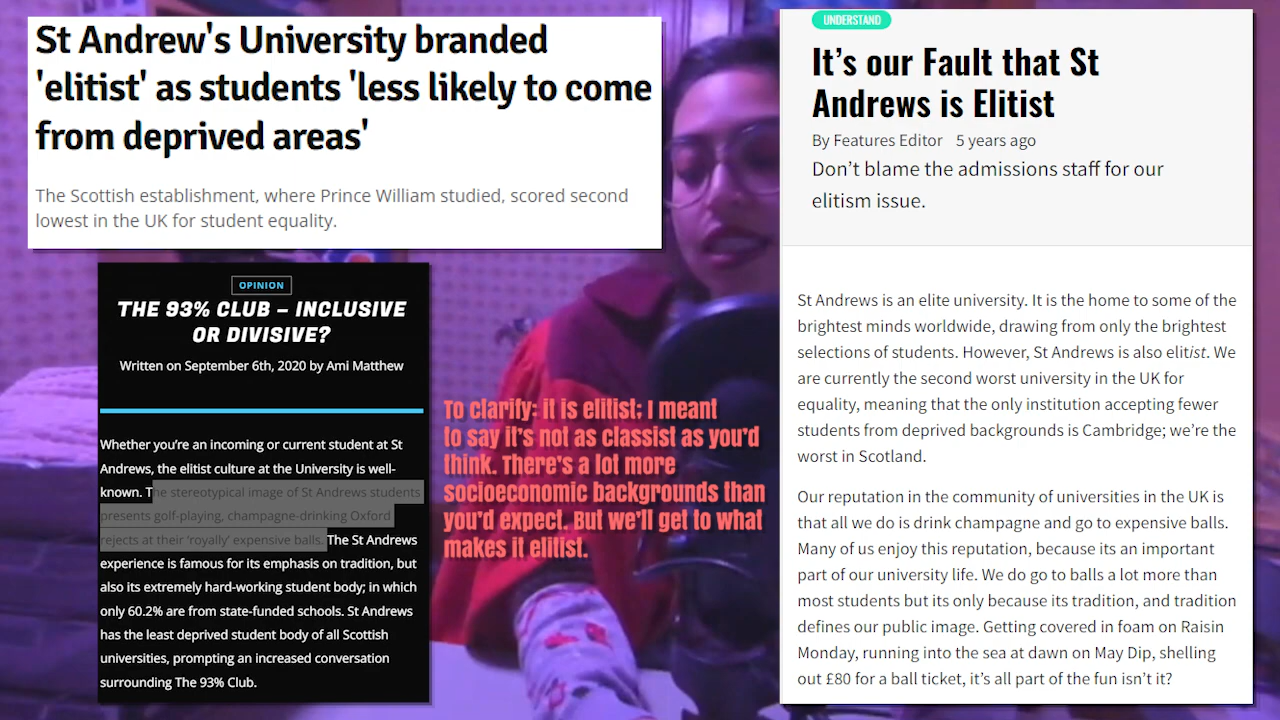 St Andrew's University branded
'elitist' as students 'less likely to come
from deprived areas'
The Scottish establishment, where Prince William studied, scored second
lowest in the UK for student equality.
OPINION
THE 93% CLUB – INCLUSIVE
OR DIVISIVE?
Written on September 6th, 2020 by Ami Matthew
Whether you're an incoming or current student at St
Andrews, the elitist culture at the University is well-
known. The stereotypical image of St Andrews students
presents golf-playing, champagne-drinking Oxford
rejects at their 'royally' expensive balls. The St Andrews
experience is famous for its emphasis on tradition, but
also its extremely hard-working student body; in which
only 60.2% are from state-funded schools. St Andrews
has the least deprived student body of all Scottish
universities, prompting an increased conversation
surrounding The 93% Club.
To clarify: it is elitist; I meant
to say it's not as classist as you'd
think. There's a lot more
socioeconomic backgrounds than
you'd expect. But we'll get to what
makes it elitist.
UNDERSTAND
It's our Fault that St
Andrews is Elitist
By Features Editor 5 years ago
Don't blame the admissions staff for our
elitism issue.
St Andrews is an elite university. It is the home to some of the
brightest minds worldwide, drawing from only the brightest
selections of students. However, St Andrews is also elitist. We
are currently the second worst university in the UK for
equality, meaning that the only institution accepting fewer
students from deprived backgrounds is Cambridge; we're the
worst in Scotland.
Our reputation in the community of universities in the UK is
that all we do is drink champagne and go to expensive balls.
Many of us enjoy this reputation, because its an important
part of our university life. We do go to balls a lot more than
most students but its only because its tradition, and tradition
defines our public image. Getting covered in foam on Raisin
Monday, running into the sea at dawn on May Dip, shelling
out £80 for a ball ticket, it's all part of the fun isn't it?